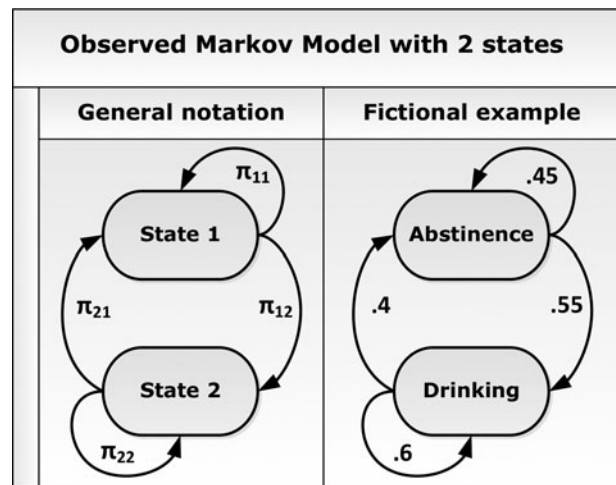 Observed Markov Model with 2 states
General notation
Fictional example
π11
State 1
π21
π12
State 2
π22
.45
Abstinence
.4
.55
Drinking
.6